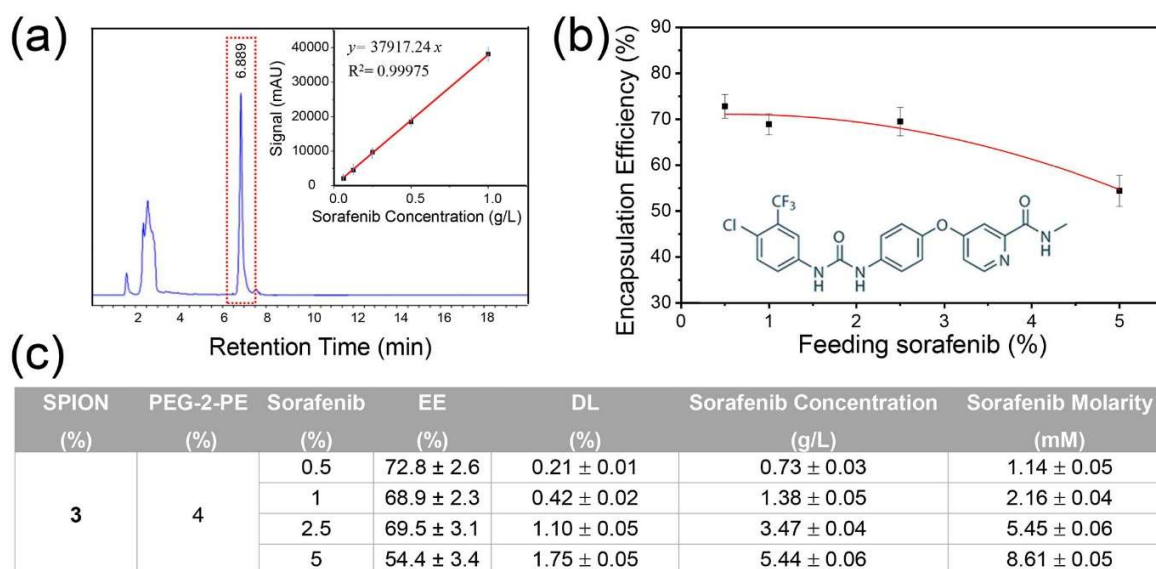 (a)
6.889
y= 37917.24 x
R²= 0.99975
Signal (mAU)
40000
30000
20000
10000
0
0.0 0.5 1.0
Sorafenib Concentration (g/L)
2 4 6 8 10 12 14 16 18
Retention Time (min)
(b)
Encapsulation Efficiency (%)
90
80
70
60
50
40
30
CF₃
Cl
O
N
H
N
H
O
O
N
H
N
0 1 2 3 4 5
Feeding sorafenib (%)
(c)
SPION PEG-2-PE Sorafenib EE DL Sorafenib Concentration Sorafenib Molarity
(%) (%) (%) (%) (%) (g/L) (mM)
3 4
0.5 72.8 ± 2.6 0.21 ± 0.01 0.73 ± 0.03 1.14 ± 0.05
1 68.9 ± 2.3 0.42 ± 0.02 1.38 ± 0.05 2.16 ± 0.04
2.5 69.5 ± 3.1 1.10 ± 0.05 3.47 ± 0.04 5.45 ± 0.06
5 54.4 ± 3.4 1.75 ± 0.05 5.44 ± 0.06 8.61 ± 0.05